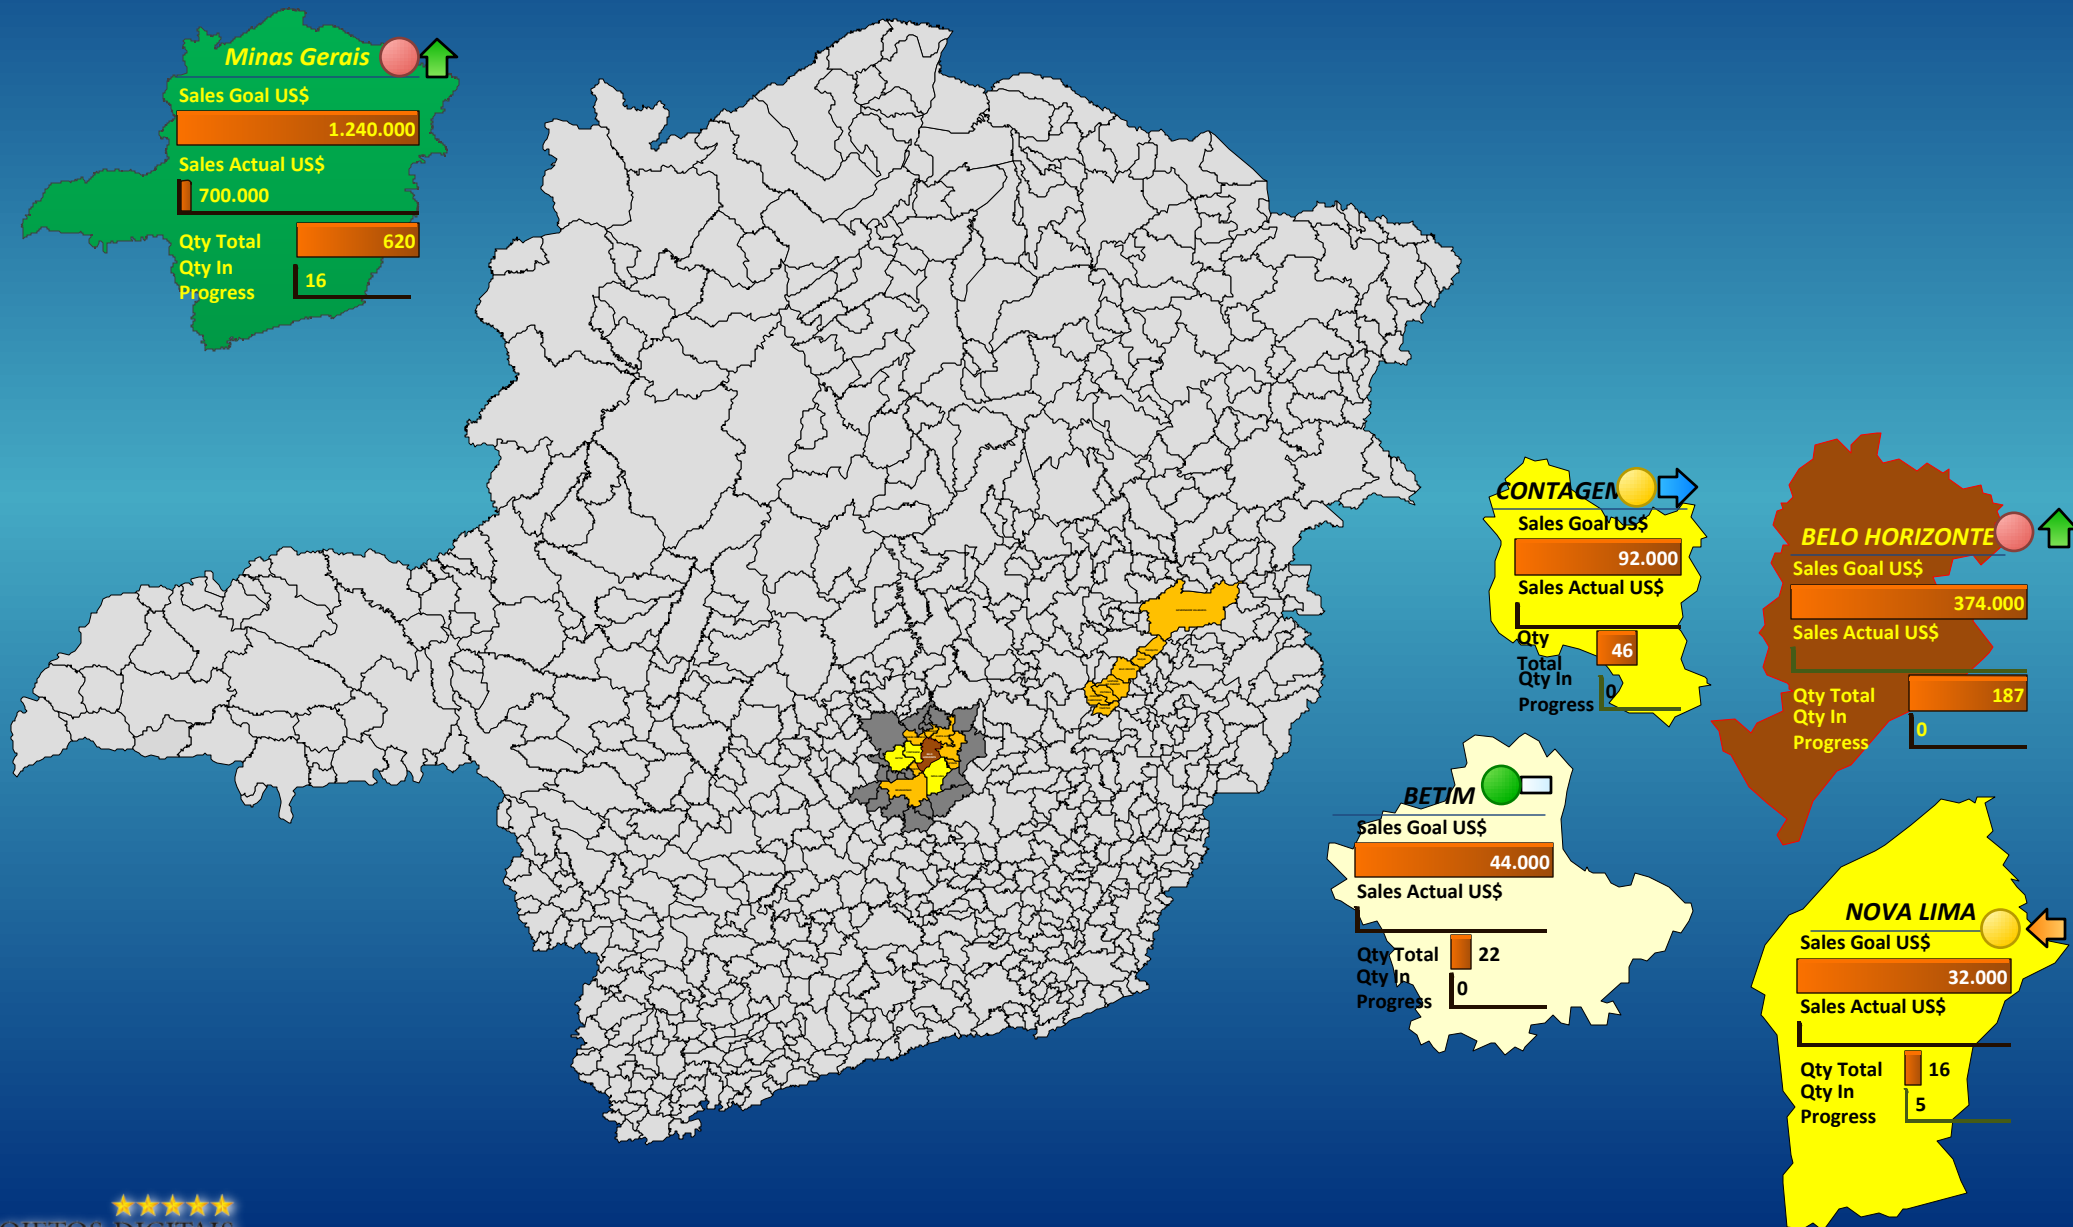 Minas Gerais
Sales Goal US$
1.240.000
Sales Actual US$
700.000
Qty Total
620
Qty In
Progress
16
CONTAGEM
Sales Goal US$
92.000
Sales Actual US$
Qty
Total
46
Qty In
Progress
0
BELO HORIZONTE
Sales Goal US$
374.000
Sales Actual US$
Qty Total
187
Qty In
Progress
0
BETIM
Sales Goal US$
44.000
Sales Actual US$
Qty Total
22
Qty In
Progress
0
NOVA LIMA
Sales Goal US$
32.000
Sales Actual US$
Qty Total
16
Qty In
Progress
5
DIGITAIS